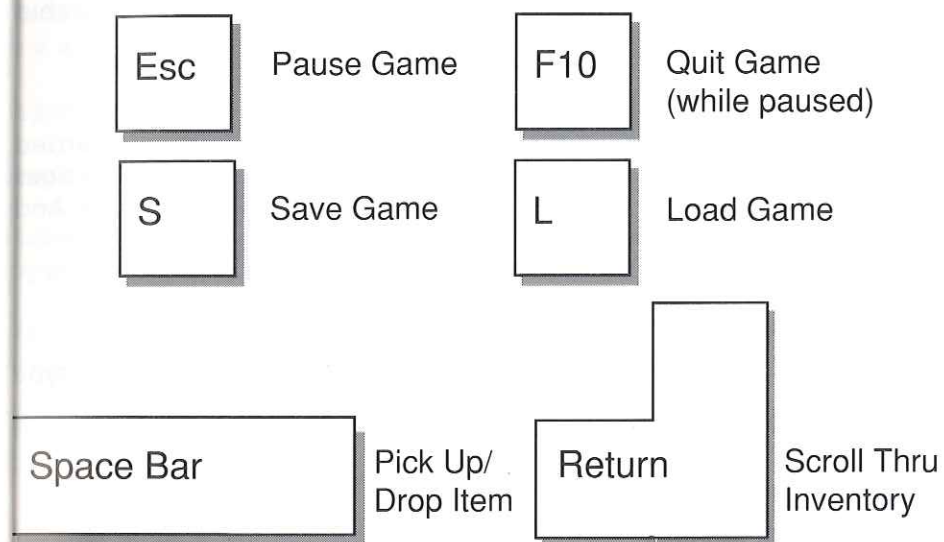 Esc
Pause Game
F10
Quit Game
(while paused)
S
Save Game
L
Load Game
Space Bar
Pick Up/
Drop Item
Return
Scroll Thru
Inventory